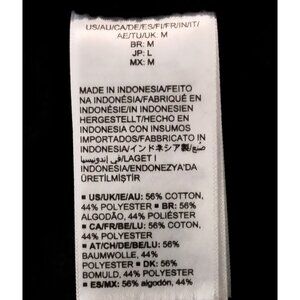 US/AU/CA/DE/ES/FI/FR/IN/IT/
AE/TU/UK: M
BR: M
JP: L
MX: M
MADE IN INDONESIA/FEITO
NA INDONÉSIA/FABRIQUÉ EN
INDONÉSIE/IN INDONESIEN
HERGESTELLT/HECHO EN
INDONESIA CON INSUMOS
IMPORTADOS/FABBRICATO IN
INDONESIA/インドネシア製/صنع
في إندونيسيا/LAGET I
INDONESIA/ENDONEZYA'DA
ÜRETİLMİŞTİR
■ US/UK/IE/AU: 56% COTTON,
44% POLYESTER ■ BR: 56%
ALGODÃO, 44% POLIÉSTER
■ CA/FR/BE/LU: 56% COTON,
44% POLYESTER
■ AT/CH/DE/BE/LU: 56%
BAUMWOLLE, 44%
POLYESTER ■ DK: 56%
BOMULD, 44% POLYESTER
■ ES/MX: 56% algodón, 44%